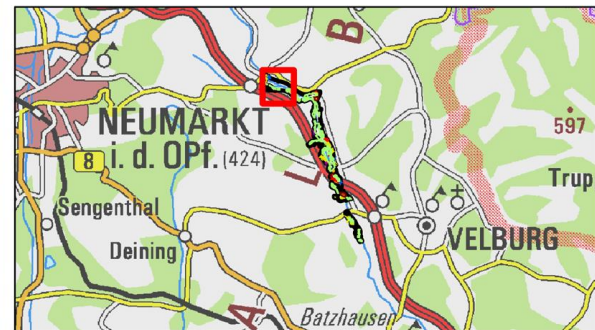 B
NEUMARKT
i. d. OPf. (424)
8
597
L
Trup
Sengenthal
Deining
VELBURG
A
Batzhausen